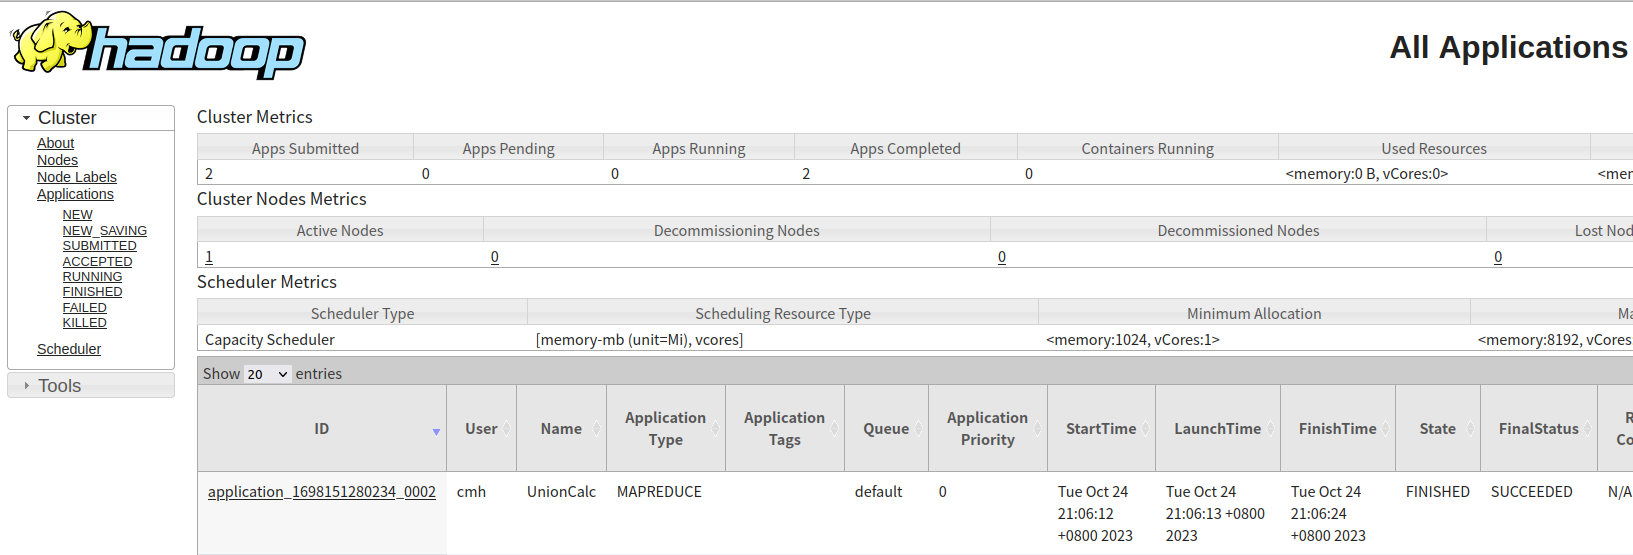 hadoop
All Applications
Cluster
About
Nodes
Node Labels
Applications
NEW
NEW_SAVING
SUBMITTED
ACCEPTED
RUNNING
FINISHED
FAILED
KILLED
Scheduler
Tools
Cluster Metrics
Apps Submitted Apps Pending Apps Running Apps Completed Containers Running Used Resources
2 0 0 2 0 <memory:0 B, vCores:0> <mem
Cluster Nodes Metrics
Active Nodes Decommissioning Nodes Decommissioned Nodes Lost Nod
1 0 0 0
Scheduler Metrics
Scheduler Type Scheduling Resource Type Minimum Allocation Ma
Capacity Scheduler [memory-mb (unit=Mi), vcores] <memory:1024, vCores:1> <memory:8192, vCores
Show 20 entries
ID User Name Application Type Application Tags Queue Application Priority StartTime LaunchTime FinishTime State FinalStatus R Co
application_1698151280234_0002 cmh UnionCalc MAPREDUCE default 0 Tue Oct 24 21:06:12 +0800 2023 Tue Oct 24 21:06:13 +0800 2023 Tue Oct 24 21:06:24 +0800 2023 FINISHED SUCCEEDED N/A